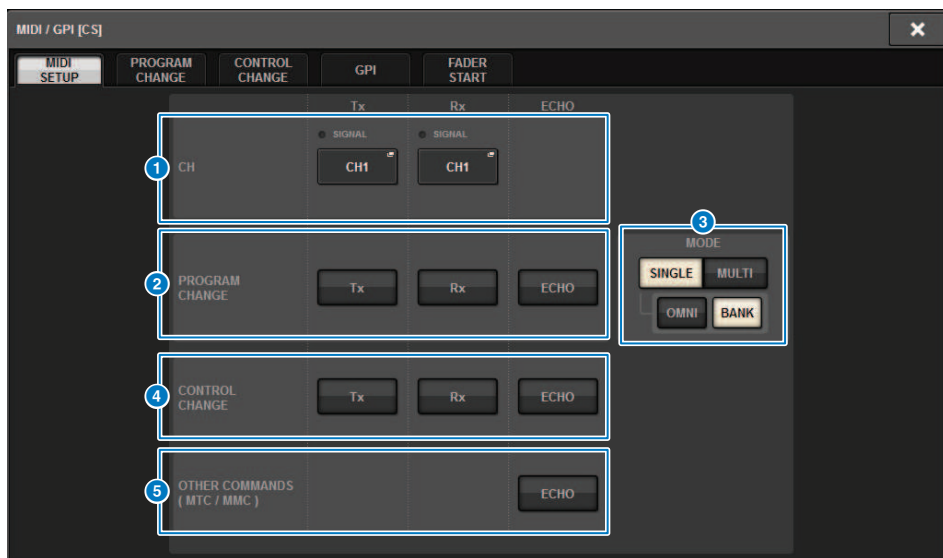 MIDI / GPI [CS]
MIDI SETUP
PROGRAM CHANGE
CONTROL CHANGE
GPI
FADER START
Tx Rx ECHO
SIGNAL SIGNAL
1 CH CH1 CH1
3
MODE
SINGLE MULTI
OMNI BANK
2 PROGRAM CHANGE Tx Rx ECHO
4 CONTROL CHANGE Tx Rx ECHO
5 OTHER COMMANDS ( MTC / MMC ) ECHO